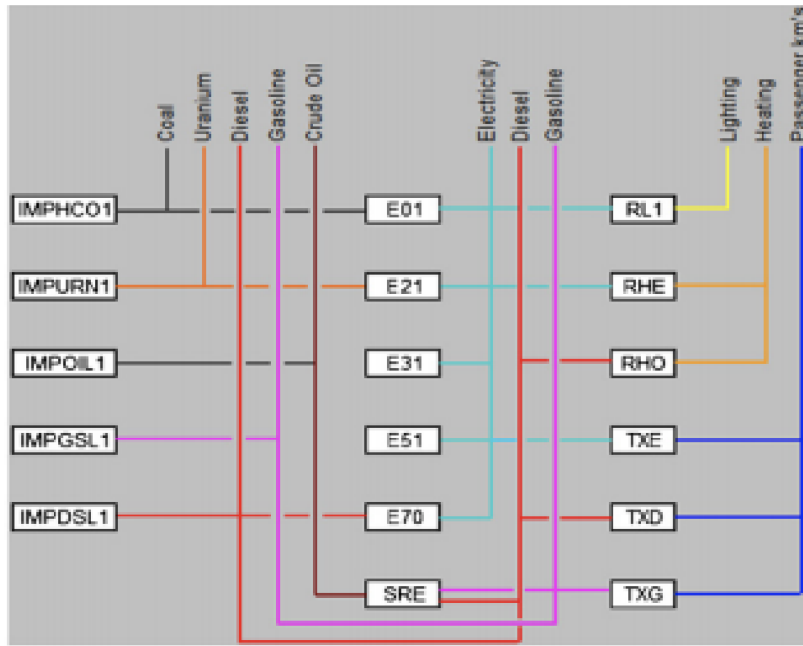 Coal
Uranium
Diesel
Gasoline
Crude Oil
Electricity
Diesel
Gasoline
Lighting
Heating
Passenger km's
IMPHCO1 E01 RL1
IMPURN1 E21 RHE
IMPOIL1 E31 RHO
IMPGSL1 E51 TXE
IMPDSL1 E70 TXD
SRE TXG